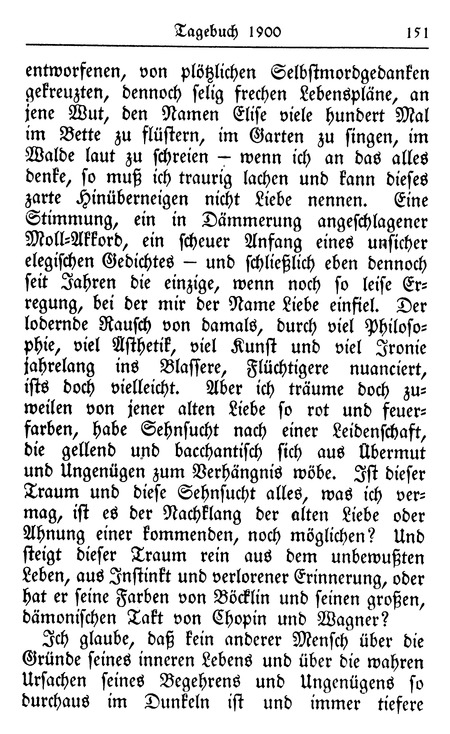 Tagebuch 1900 151
entworfenen, von plötzlichen Selbstmordgedanken
gekreuzten, dennoch selig frechen Lebenspläne, an
jene Wut, den Namen Elise viele hundert Mal
im Bette zu flüstern, im Garten zu singen, im
Walde laut zu schreien — wenn ich an das alles
denke, so muß ich traurig lachen und kann dieses
zarte Hinüberneigen nicht Liebe nennen. Eine
Stimmung, ein in Dämmerung angeschlagener
Moll-Akkord, ein scheuer Anfang eines unsicher
elegischen Gedichtes — und schließlich eben dennoch
seit Jahren die einzige, wenn noch so leise Er-
regung, bei der mir der Name Liebe einfiel. Der
lodernde Rausch von damals, durch viel Philoso-
phie, viel Ästhetik, viel Kunst und viel Ironie
jahrelang ins Blassere, Flüchtigere nuanciert,
ists doch vielleicht. Aber ich träume doch zu-
weilen von jener alten Liebe so rot und feuer-
farben, habe Sehnsucht nach einer Leidenschaft,
die gellend und bacchantisch sich aus Übermut
und Ungenügen zum Verhängnis wöbe. Ist dieser
Traum und diese Sehnsucht alles, was ich ver-
mag, ist es der Nachklang der alten Liebe oder
Ahnung einer kommenden, noch möglichen? Und
steigt dieser Traum rein aus dem unbewußten
Leben, aus Instinkt und verlorener Erinnerung, oder
hat er seine Farben von Böcklin und seinen großen,
dämonischen Takt von Chopin und Wagner?
Ich glaube, daß kein anderer Mensch über die
Gründe seines inneren Lebens und über die wahren
Ursachen seines Begehrens und Ungenügens so
durchaus im Dunkeln ist und immer tiefere